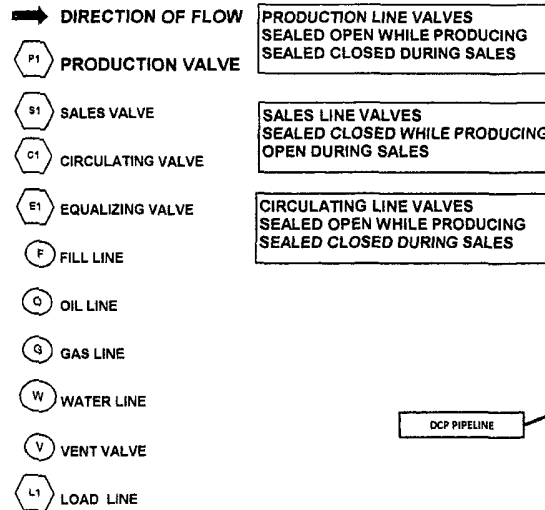 DIRECTION OF FLOW
P1 PRODUCTION VALVE
S1 SALES VALVE
C1 CIRCULATING VALVE
E1 EQUALIZING VALVE
F FILL LINE
O OIL LINE
G GAS LINE
W WATER LINE
V VENT VALVE
L1 LOAD LINE
PRODUCTION LINE VALVES
SEALED OPEN WHILE PRODUCING
SEALED CLOSED DURING SALES
SALES LINE VALVES
SEALED CLOSED WHILE PRODUCING
OPEN DURING SALES
CIRCULATING LINE VALVES
SEALED OPEN WHILE PRODUCING
SEALED CLOSED DURING SALES
DCP PIPELINE